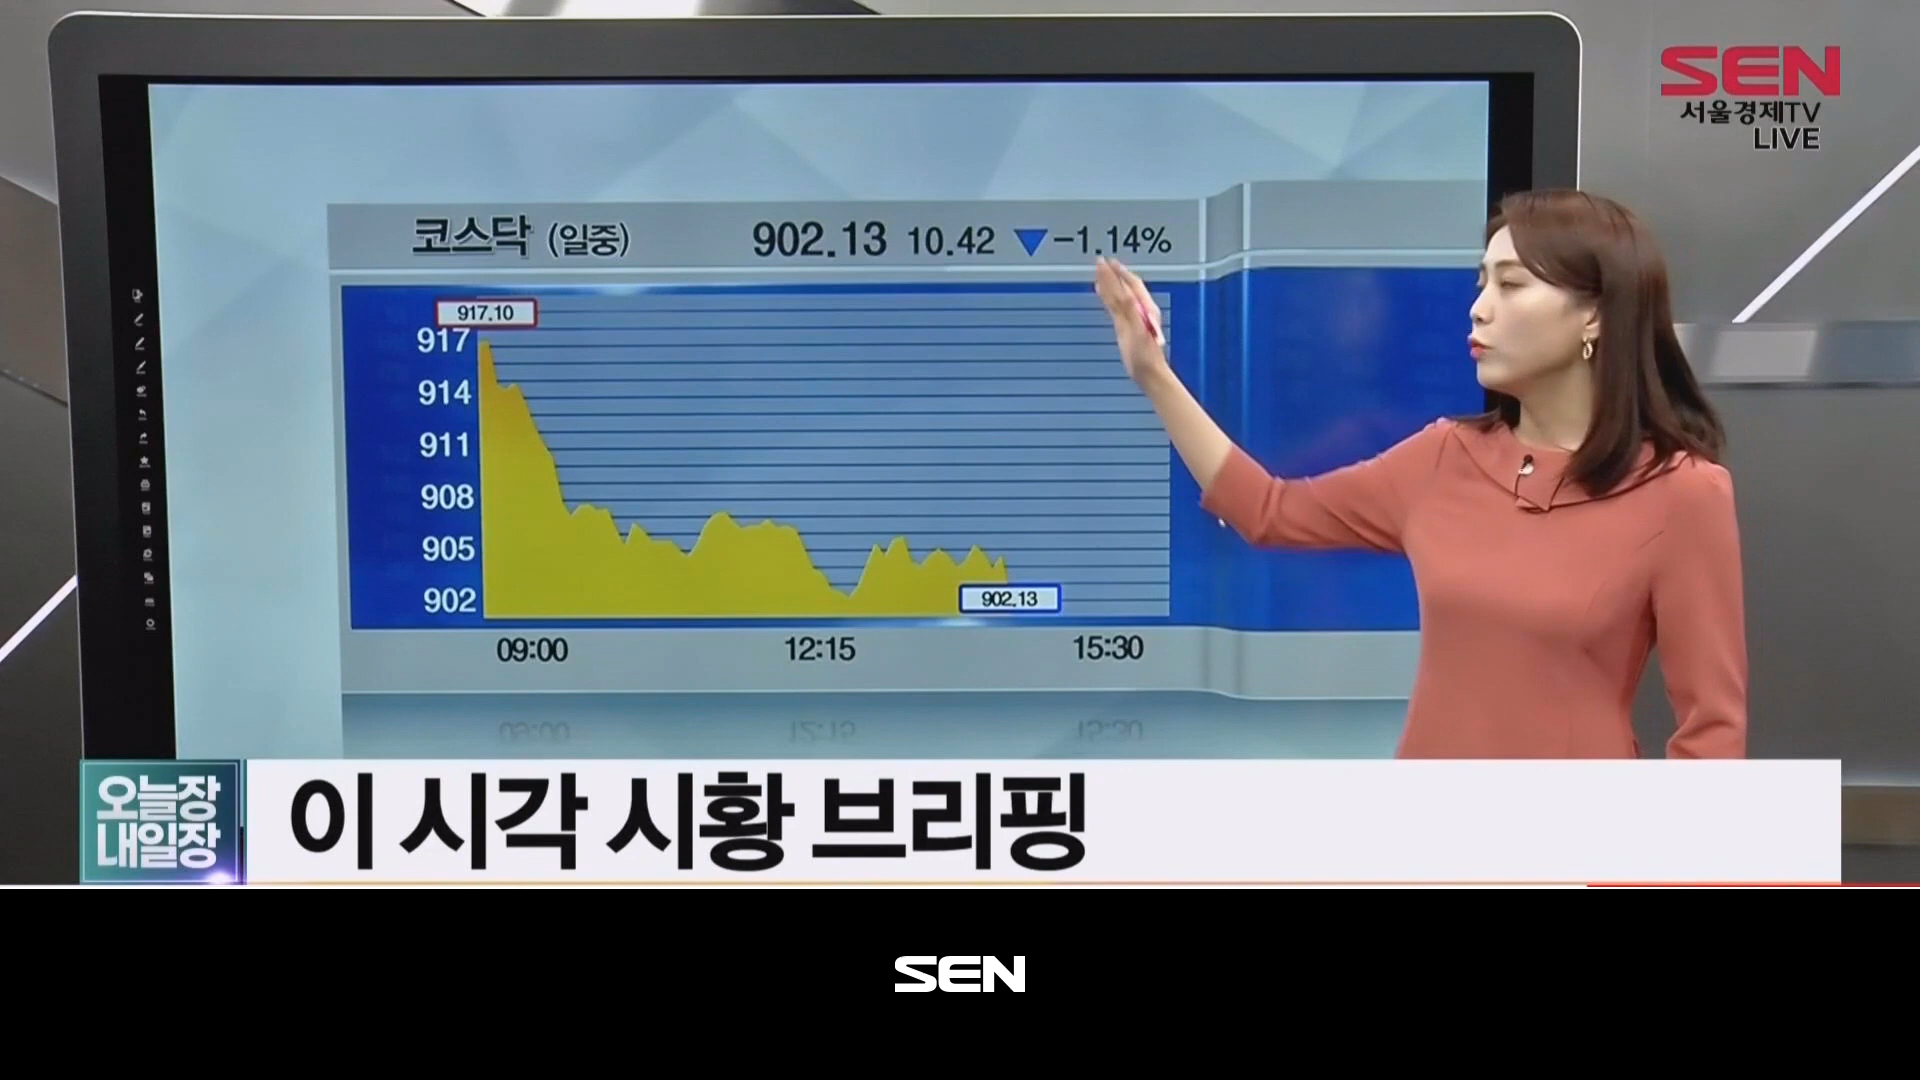 SEN
서울경제TV
LIVE
코스닥 (일중) 902.13 10.42 ▼-1.14%
917.10
917
914
911
908
905
902
902.13
09:00 12:15 15:30
오늘장
내일장
이 시각 시황 브리핑
SEN